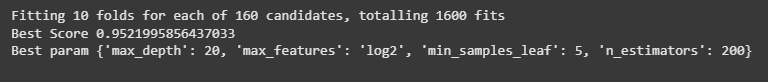 Fitting 10 folds for each of 160 candidates, totalling 1600 fits
Best Score 0.9521995856437033
Best param {'max_depth': 20, 'max_features': 'log2', 'min_samples_leaf': 5, 'n_estimators': 200}